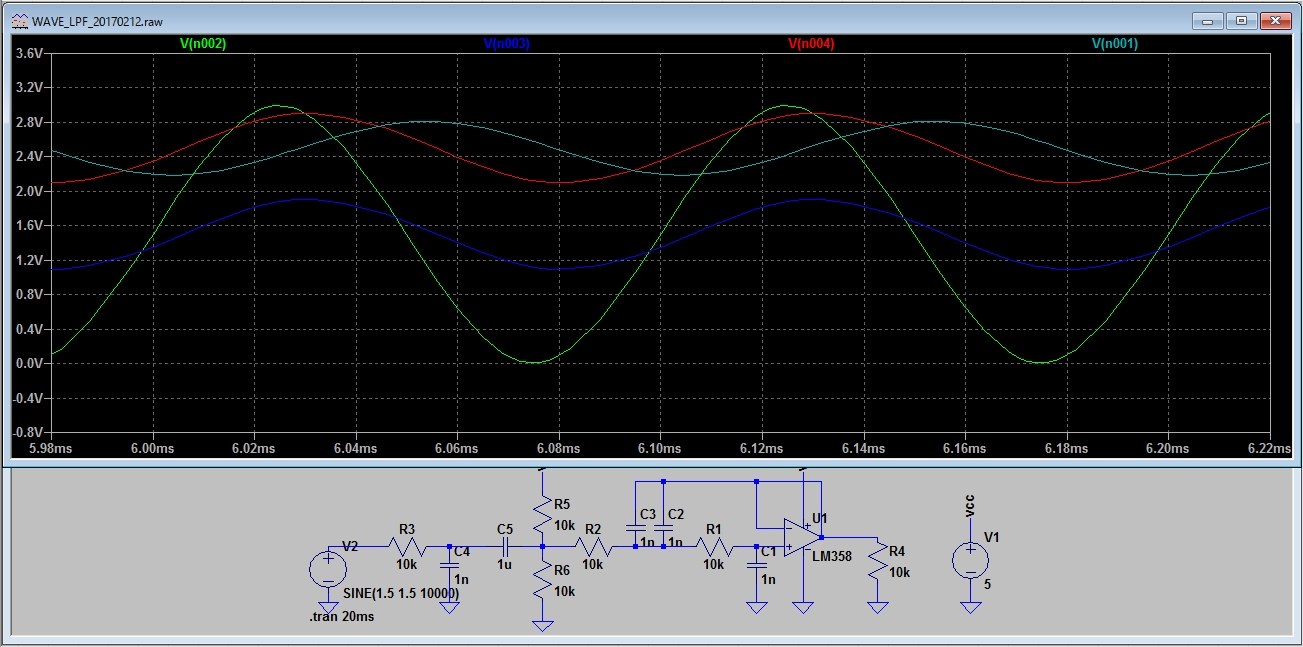 WAVE_LPF_20170212.raw
V(n002) V(n003) V(n004) V(n001)
3.6V
3.2V
2.8V
2.4V
2.0V
1.6V
1.2V
0.8V
0.4V
0.0V
-0.4V
-0.8V
5.98ms 6.00ms 6.02ms 6.04ms 6.06ms 6.08ms 6.10ms 6.12ms 6.14ms 6.16ms 6.18ms 6.20ms 6.22ms
R5
10k
V2
R3
10k
C4
1n
C5
1u
R6
10k
R2
10k
C3
1n
C2
1n
R1
10k
C1
1n
U1
LM358
R4
10k
vcc
V1
5
SINE(1.5 1.5 10000)
.tran 20ms